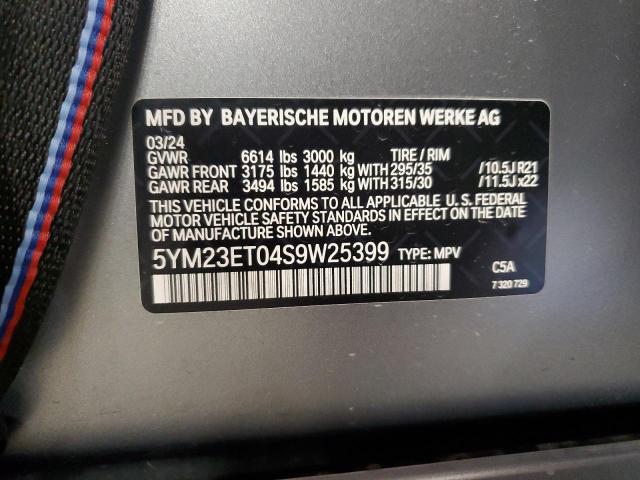 MFD BY BAYERISCHE MOTOREN WERKE AG
03/24
GVWR 6614 lbs 3000 kg TIRE / RIM
GAWR FRONT 3175 lbs 1440 kg WITH 295/35 /10.5J R21
GAWR REAR 3494 lbs 1585 kg WITH 315/30 /11.5J x22
THIS VEHICLE CONFORMS TO ALL APPLICABLE U. S. FEDERAL
MOTOR VEHICLE SAFETY STANDARDS IN EFFECT ON THE DATE
OF MANUFACTURE SHOWN ABOVE.
5YM23ET04S9W25399 TYPE: MPV
C5A
7 320 729